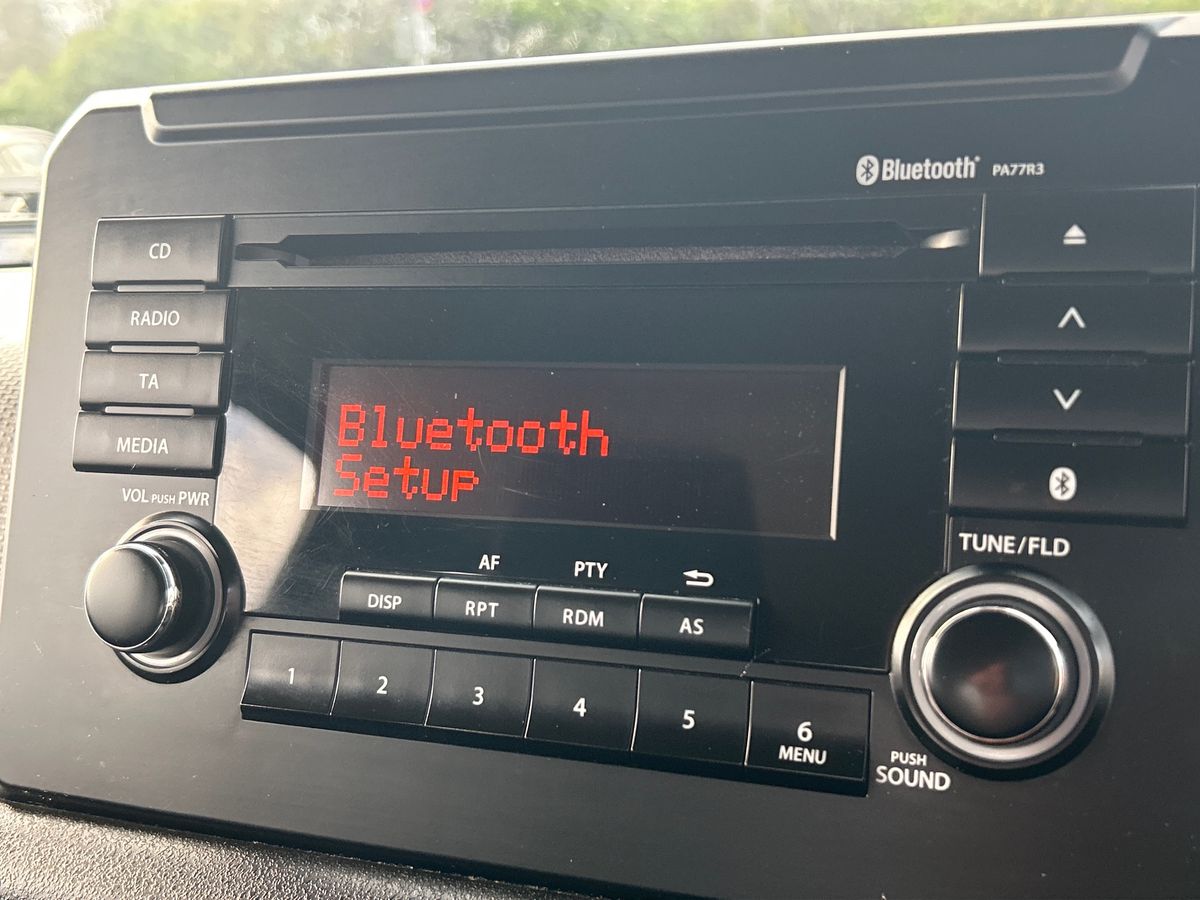 Bluetooth PA77R3
CD
RADIO
TA
MEDIA
VOL PUSH PWR
Bluetooth
Setup
AF PTY
DISP RPT RDM AS
1 2 3 4 5 6
MENU
TUNE/FLD
PUSH
SOUND